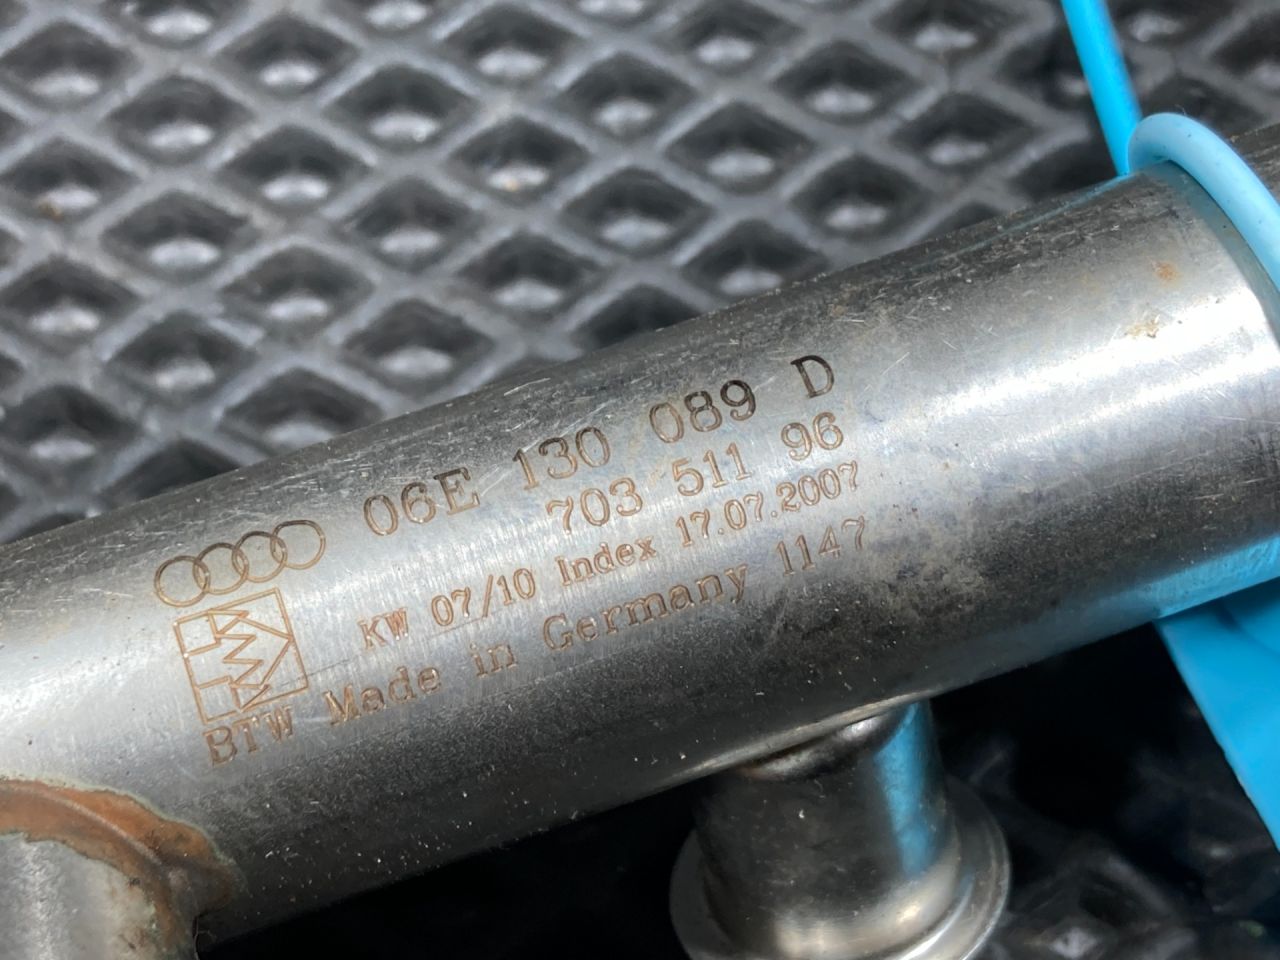 06E 130 089 D
703 511 96
KW 07/10 Index 17.07.2007
Made in Germany 1147
BTW